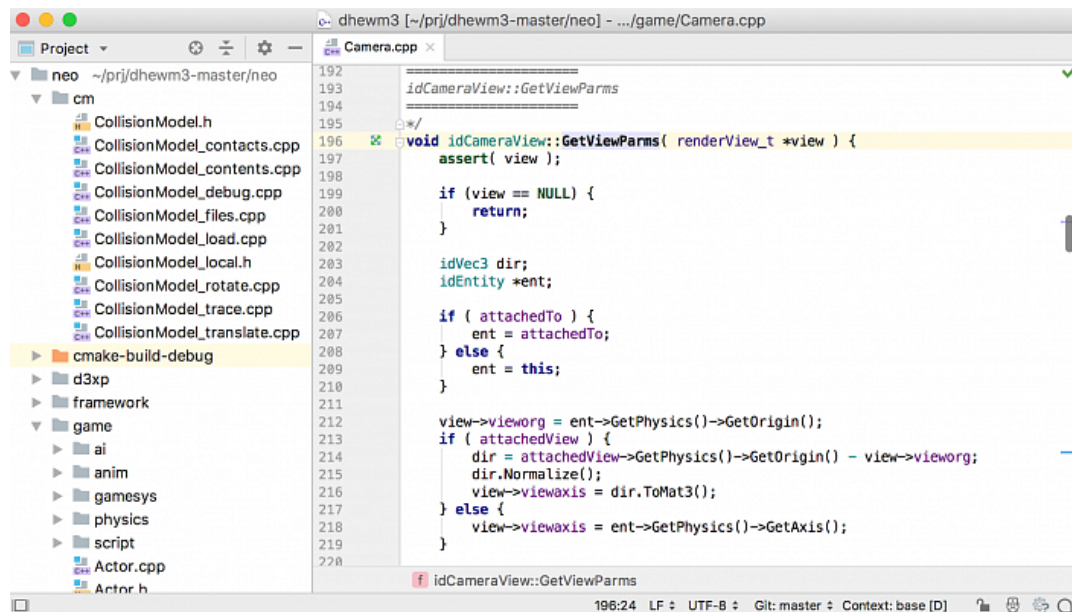 dhewm3 [~/prj/dhewm3-master/neo] - .../game/Camera.cpp
Project
Camera.cpp
neo ~/prj/dhewm3-master/neo
cm
CollisionModel.h
CollisionModel_contacts.cpp
CollisionModel_contents.cpp
CollisionModel_debug.cpp
CollisionModel_files.cpp
CollisionModel_load.cpp
CollisionModel_local.h
CollisionModel_rotate.cpp
CollisionModel_trace.cpp
CollisionModel_translate.cpp
cmake-build-debug
d3xp
framework
game
ai
anim
gamesys
physics
script
Actor.cpp
Actor.h
192 =====================
193 idCameraView::GetViewParms
194 =====================
195 */
196 void idCameraView::GetViewParms( renderView_t *view ) {
197 assert( view );
198
199 if (view == NULL) {
200 return;
201 }
202
203 idVec3 dir;
204 idEntity *ent;
205
206 if ( attachedTo ) {
207 ent = attachedTo;
208 } else {
209 ent = this;
210 }
211
212 view->vieworg = ent->GetPhysics()->GetOrigin();
213 if ( attachedView ) {
214 dir = attachedView->GetPhysics()->GetOrigin() - view->vieworg;
215 dir.Normalize();
216 view->viewaxis = dir.ToMat3();
217 } else {
218 view->viewaxis = ent->GetPhysics()->GetAxis();
219 }
220
f idCameraView::GetViewParms
196:24 LF UTF-8 Git: master Context: base [D]